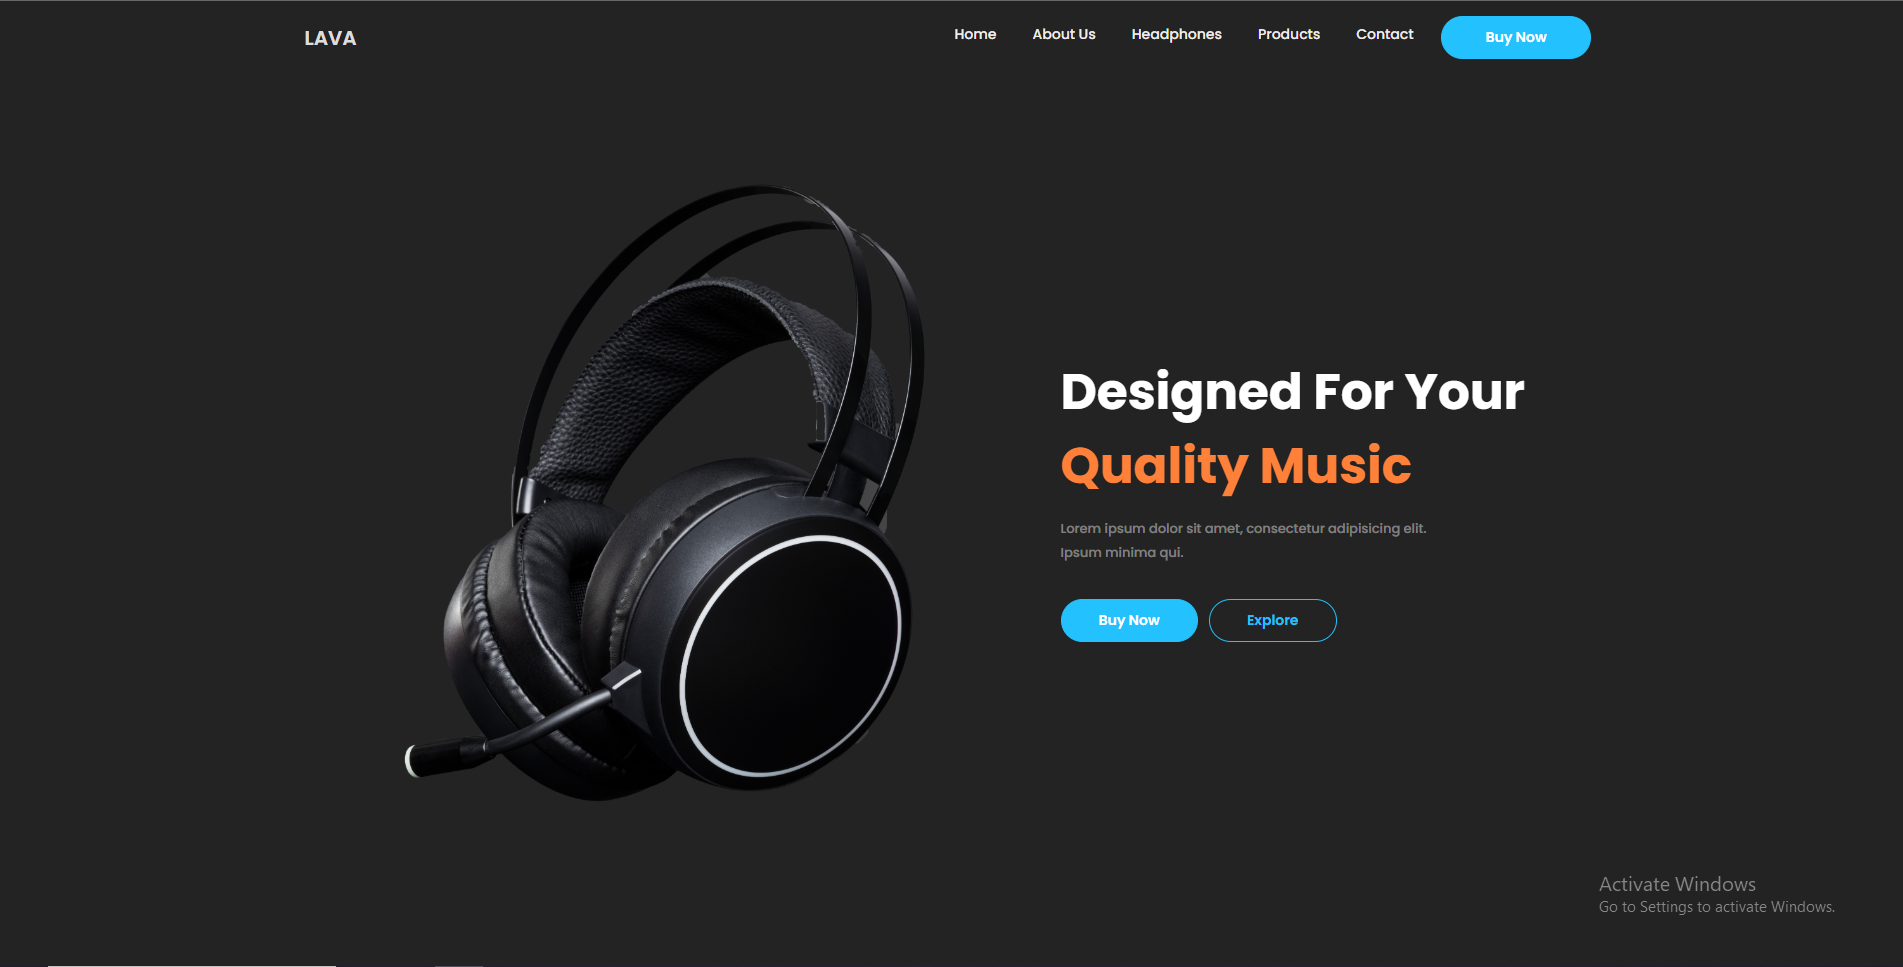 LAVA
Home
About Us
Headphones
Products
Contact
Buy Now
Designed For Your
Quality Music
Lorem ipsum dolor sit amet, consectetur adipisicing elit.
Ipsum minima qui.
Buy Now
Explore
Activate Windows
Go to Settings to activate Windows.